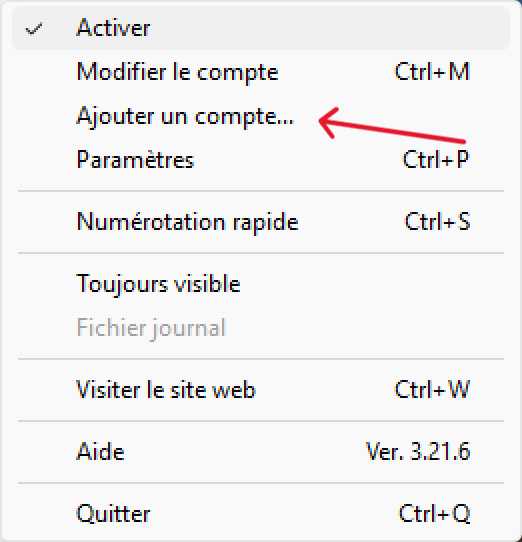 Activer
Modifier le compte Ctrl+M
Ajouter un compte...
Paramètres Ctrl+P
Numérotation rapide Ctrl+S
Toujours visible
Fichier journal
Visiter le site web Ctrl+W
Aide Ver. 3.21.6
Quitter Ctrl+Q